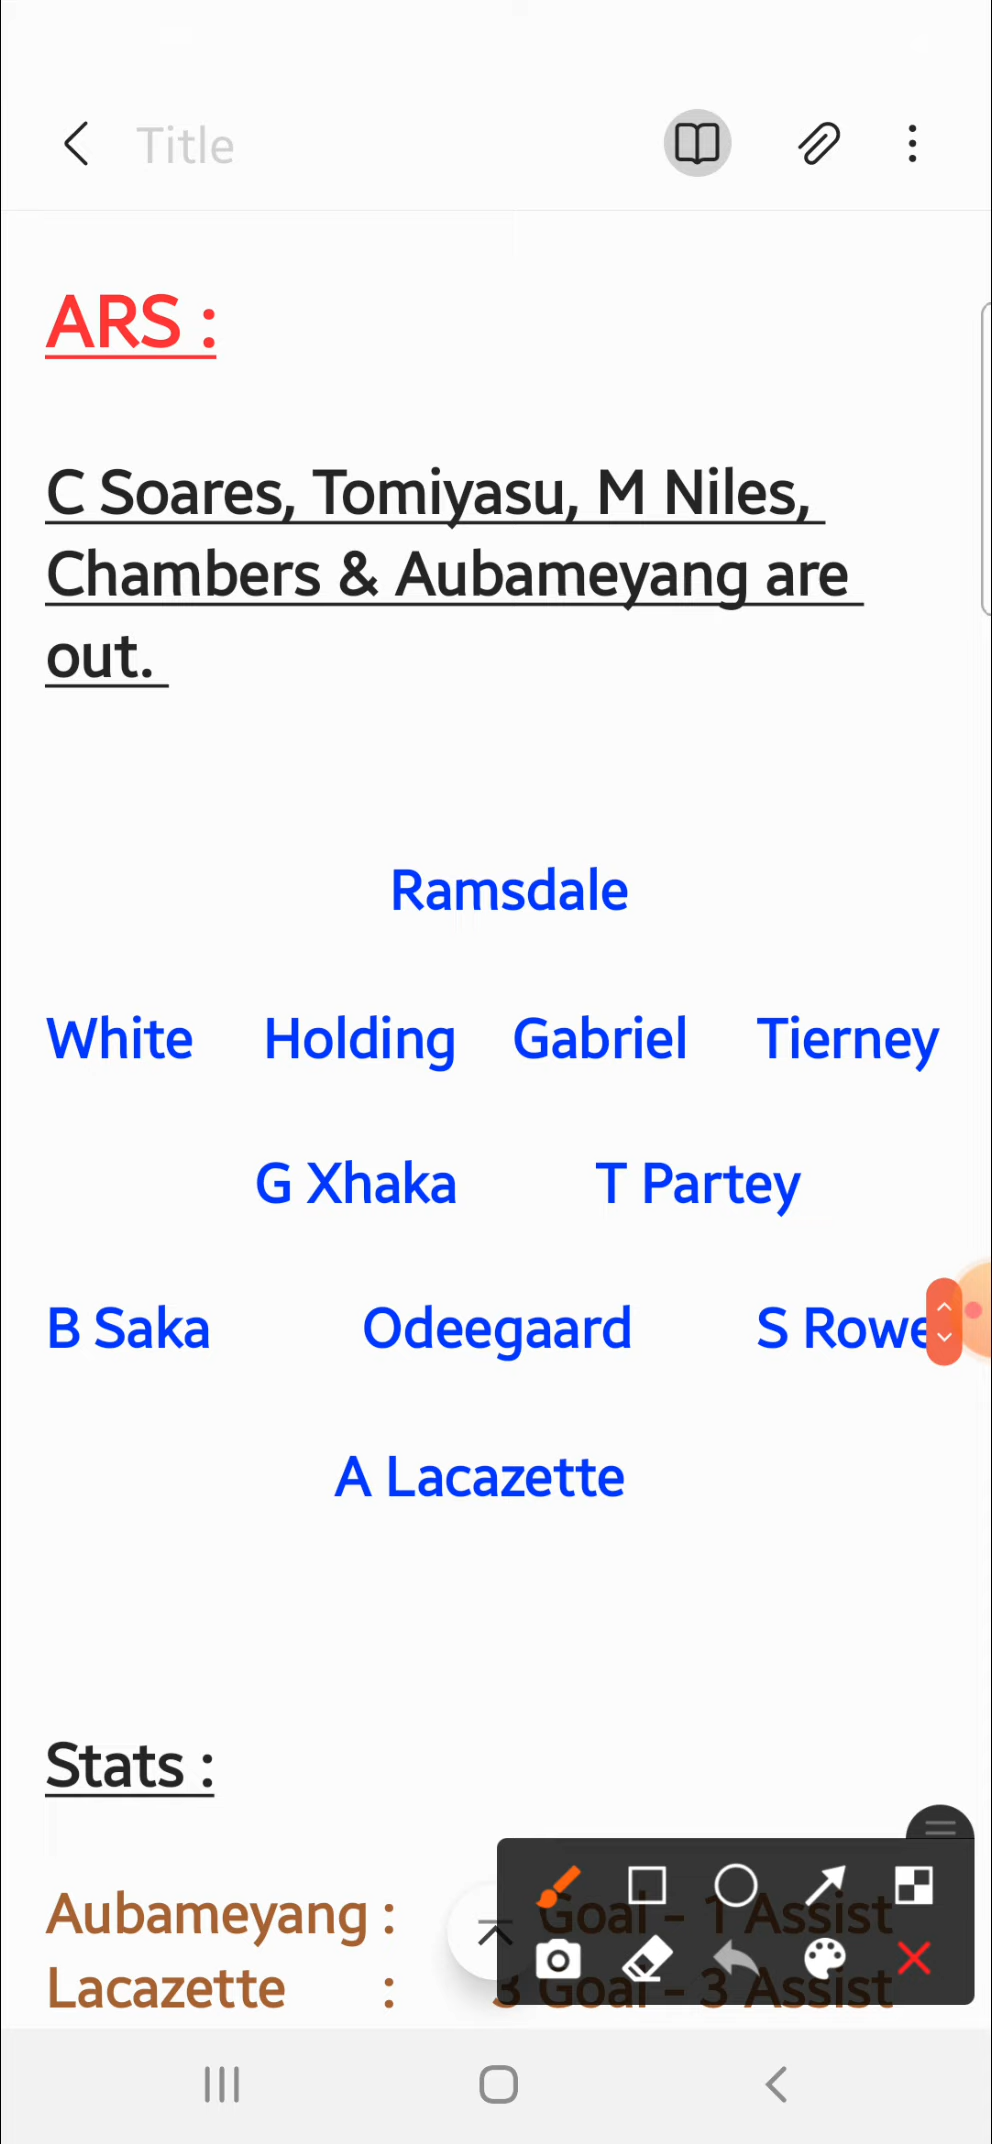 Title
ARS :
C Soares, Tomiyasu, M Niles,
Chambers & Aubameyang are
out.
Ramsdale
White Holding Gabriel Tierney
G Xhaka T Partey
B Saka Odeegaard S Rowe
A Lacazette
Stats :
Aubameyang : Goal - 1 Assist
Lacazette : 3 Goal - 3 Assist